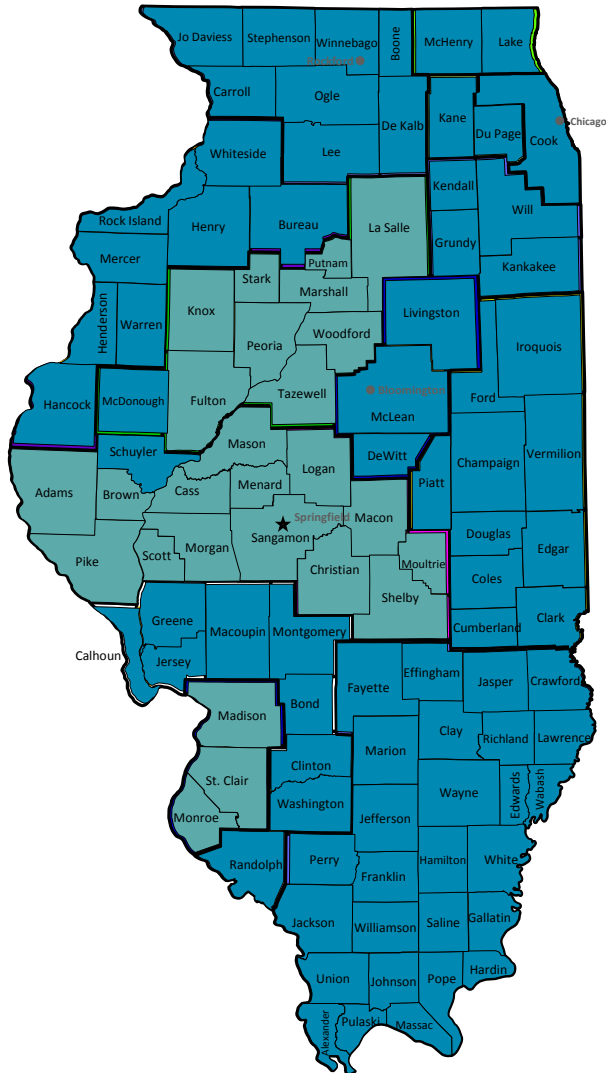 Jo Daviess
Stephenson
Winnebago
Boone
McHenry
Lake
Rockford
Carroll
Ogle
De Kalb
Kane
Du Page
Cook
Chicago
Whiteside
Lee
Kendall
Will
Rock Island
Henry
Bureau
La Salle
Grundy
Mercer
Putnam
Kankakee
Stark
Marshall
Henderson
Warren
Knox
Peoria
Woodford
Livingston
Iroquois
Hancock
McDonough
Fulton
Tazewell
Bloomington
McLean
Ford
Schuyler
Mason
Logan
DeWitt
Champaign
Vermilion
Adams
Brown
Cass
Menard
Piatt
Springfield
Macon
Sangamon
Douglas
Edgar
Pike
Scott
Morgan
Christian
Moultrie
Coles
Shelby
Greene
Macoupin
Montgomery
Cumberland
Clark
Calhoun
Jersey
Effingham
Fayette
Jasper
Crawford
Madison
Bond
Clay
Richland
Lawrence
Marion
St. Clair
Clinton
Wayne
Edwards
Wabash
Monroe
Washington
Jefferson
Randolph
Perry
Hamilton
White
Franklin
Jackson
Williamson
Saline
Gallatin
Union
Johnson
Pope
Hardin
Alexander
Pulaski
Massac